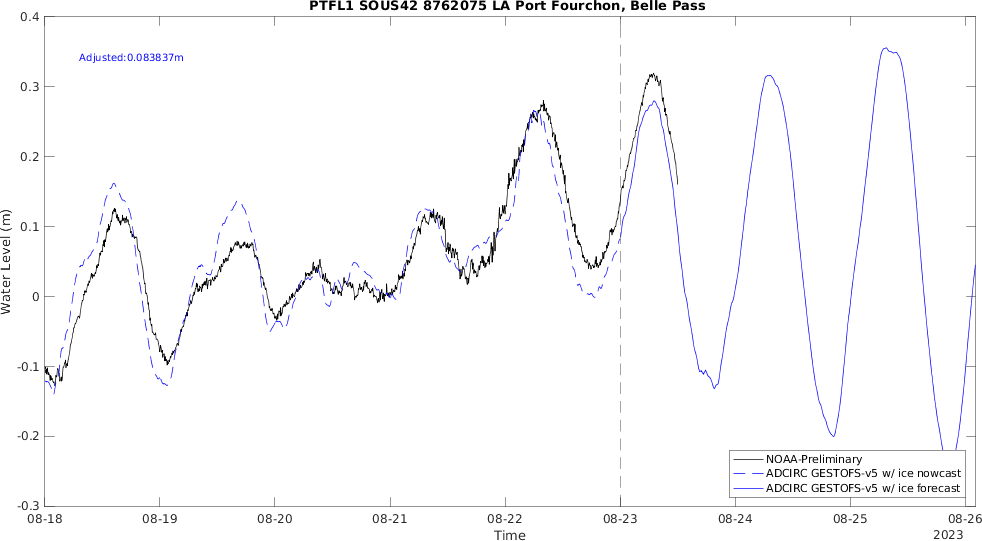 PTFL1 SOUS42 8762075 LA Port Fourchon, Belle Pass
Adjusted:0.083837m
Water Level (m)
0.4
0.3
0.2
0.1
0
-0.1
-0.2
-0.3
NOAA-Preliminary
ADCIRC GESTOFS-v5 w/ ice nowcast
ADCIRC GESTOFS-v5 w/ ice forecast
08-18 08-19 08-20 08-21 08-22 08-23 08-24 08-25 08-26
Time
2023